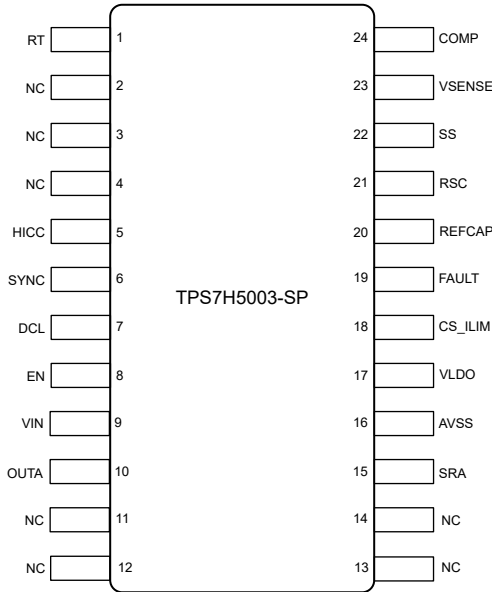 RT 1 24 COMP
NC 2 23 VSENSE
NC 3 22 SS
NC 4 21 RSC
HICC 5 20 REFCAP
SYNC 6 19 FAULT
TPS7H5003-SP
DCL 7 18 CS_ILIM
EN 8 17 VLDO
VIN 9 16 AVSS
OUTA 10 15 SRA
NC 11 14 NC
NC 12 13 NC